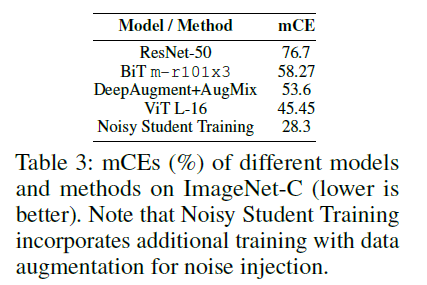 Model / Method mCE
ResNet-50 76.7
BiT m-r101x3 58.27
DeepAugment+AugMix 53.6
ViT L-16 45.45
Noisy Student Training 28.3
Table 3: mCEs (%) of different models
and methods on ImageNet-C (lower is
better). Note that Noisy Student Training
incorporates additional training with data
augmentation for noise injection.